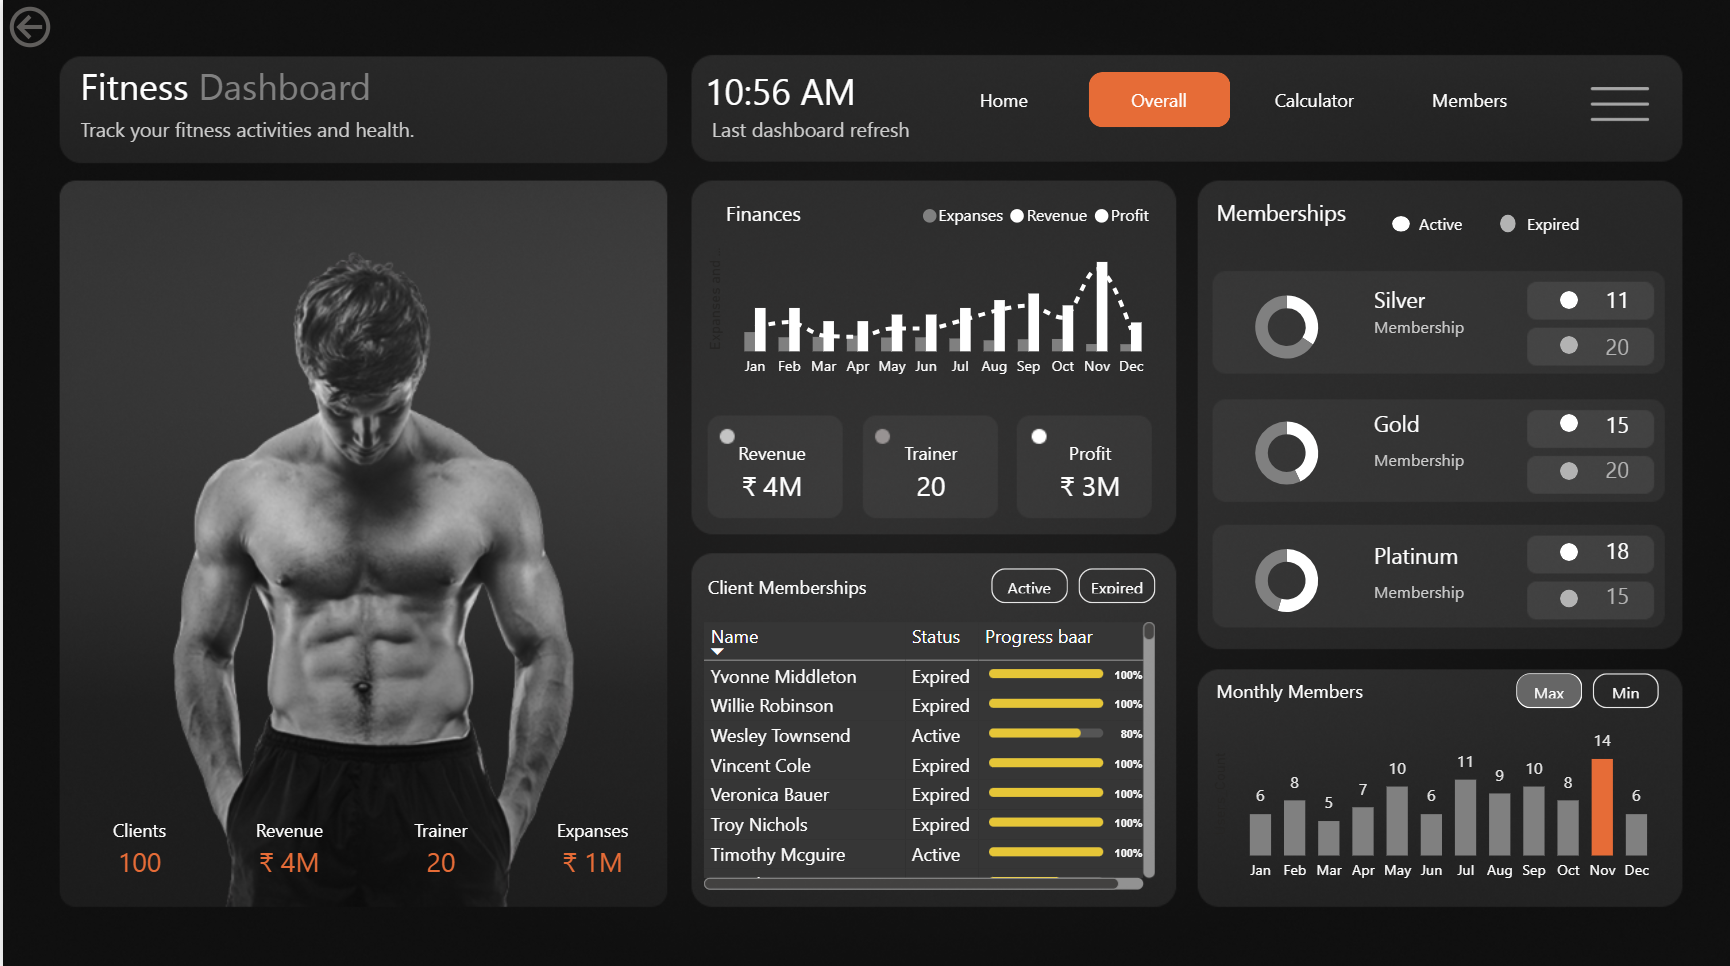 Fitness Dashboard
Track your fitness activities and health.
10:56 AM
Last dashboard refresh
Home
Overall
Calculator
Members
Clients
100
Revenue
₹ 4M
Trainer
20
Expanses
₹ 1M
Finances
Expanses Revenue Profit
Expanses and
Jan Feb Mar Apr May Jun Jul Aug Sep Oct Nov Dec
Revenue
₹ 4M
Trainer
20
Profit
₹ 3M
Client Memberships
Active
Expired
Name Status Progress baar
Yvonne Middleton Expired 100%
Willie Robinson Expired 100%
Wesley Townsend Active 80%
Vincent Cole Expired 100%
Veronica Bauer Expired 100%
Troy Nichols Expired 100%
Timothy Mcguire Active 100%
Memberships
Active
Expired
Silver
Membership
11
20
Gold
Membership
15
20
Platinum
Membership
18
15
Monthly Members
Max
Min
6 8 5 7 10 6 11 9 10 8 14 6
Jan Feb Mar Apr May Jun Jul Aug Sep Oct Nov Dec